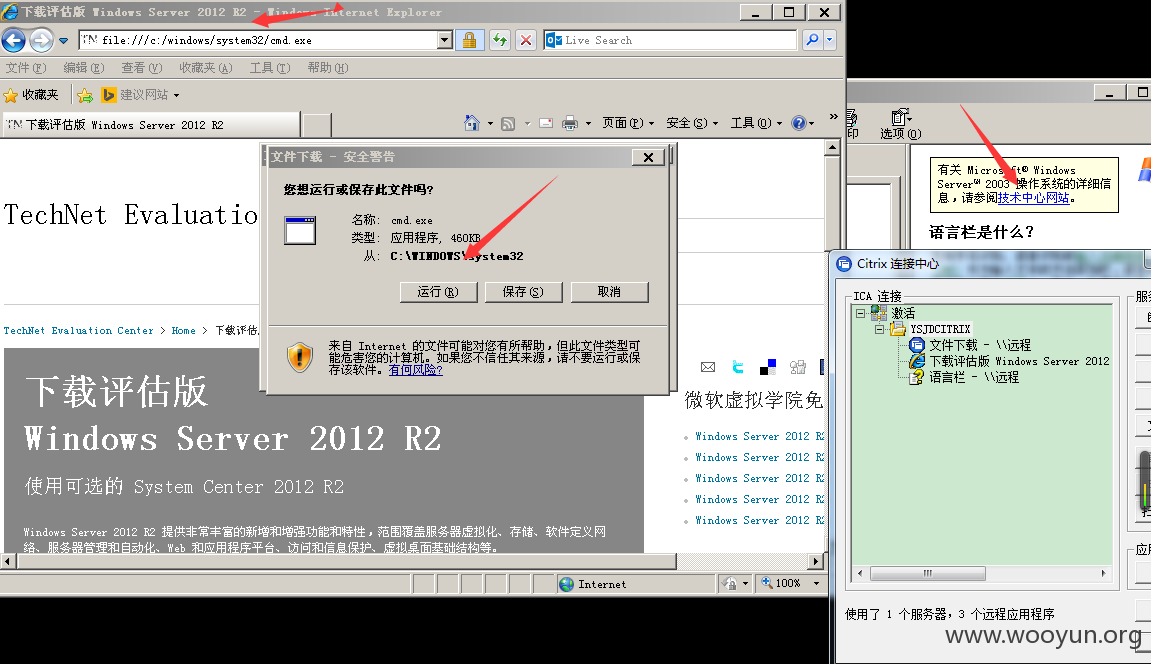 下载评估版 Windows Server 2012 R2 - Windows Internet Explorer
file:///c:/windows/system32/cmd.exe
Live Search
文件(F) 编辑(E) 查看(V) 收藏夹(A) 工具(T) 帮助(H)
收藏夹 建议网站
下载评估版 Windows Server 2012 R2
页面(P) 安全(S) 工具(O) »
印 选项(O)
文件下载 - 安全警告
您想运行或保存此文件吗?
名称: cmd.exe
类型: 应用程序, 460KB
从: C:\WINDOWS\system32
运行(R) 保存(S) 取消
来自 Internet 的文件可能对您有所帮助,但此文件类型可
能危害您的计算机。如果您不信任其来源,请不要运行或保
存该软件。有何风险?
TechNet Evaluatio
TechNet Evaluation Center > Home > 下载评估
下载评估版
Windows Server 2012 R2
使用可选的 System Center 2012 R2
Windows Server 2012 R2 提供非常丰富的新增和增强功能和特性,范围覆盖服务器虚拟化、存储、软件定义网
络、服务器管理和自动化、Web 和应用程序平台、访问和信息保护、虚拟桌面基础结构等。
微软虚拟学院免
Windows Server 2012 R2
Windows Server 2012 R2
Windows Server 2012 R2
Windows Server 2012 R2
Windows Server 2012 R2
Internet
100%
有关 Microsoft® Windows
Server™ 2003 操作系统的详细信
息,请参阅技术中心网站。
语言栏是什么?
Citrix 连接中心
ICA 连接
激活
YSJDCITRIX
文件下载 - \\远程
下载评估版 Windows Server 2012
语言栏 - \\远程
使用了 1 个服务器,3 个远程应用程序
www.wooyun.org